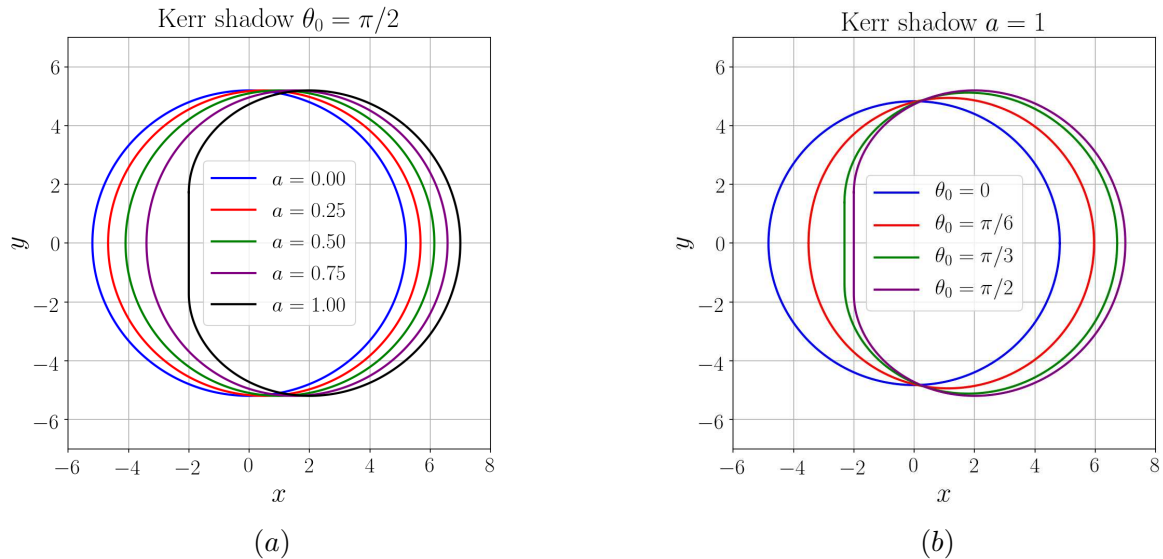 Kerr shadow θ₀ = π/2
6
4
2
0
−2
−4
−6
y
−6 −4 −2 0 2 4 6 8
x
a = 0.00
a = 0.25
a = 0.50
a = 0.75
a = 1.00
(a)
Kerr shadow a = 1
6
4
2
0
−2
−4
−6
y
−6 −4 −2 0 2 4 6 8
x
θ₀ = 0
θ₀ = π/6
θ₀ = π/3
θ₀ = π/2
(b)